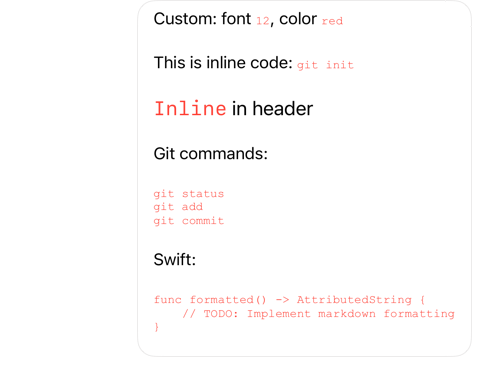 Custom: font 12, color red
This is inline code: git init
Inline in header
Git commands:
git status
git add
git commit
Swift:
func formatted() -> AttributedString {
    // TODO: Implement markdown formatting
}